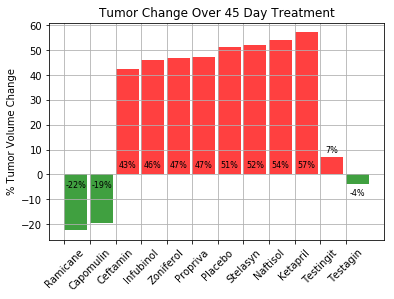 Tumor Change Over 45 Day Treatment
% Tumor Volume Change
60
50
40
30
20
10
0
−10
−20
-22%
-19%
43%
46%
47%
47%
51%
52%
54%
57%
7%
-4%
Ramicane
Capomulin
Ceftamin
Infubinol
Zoniferol
Propriva
Placebo
Stelasyn
Naftisol
Ketapril
Testingit
Testagin